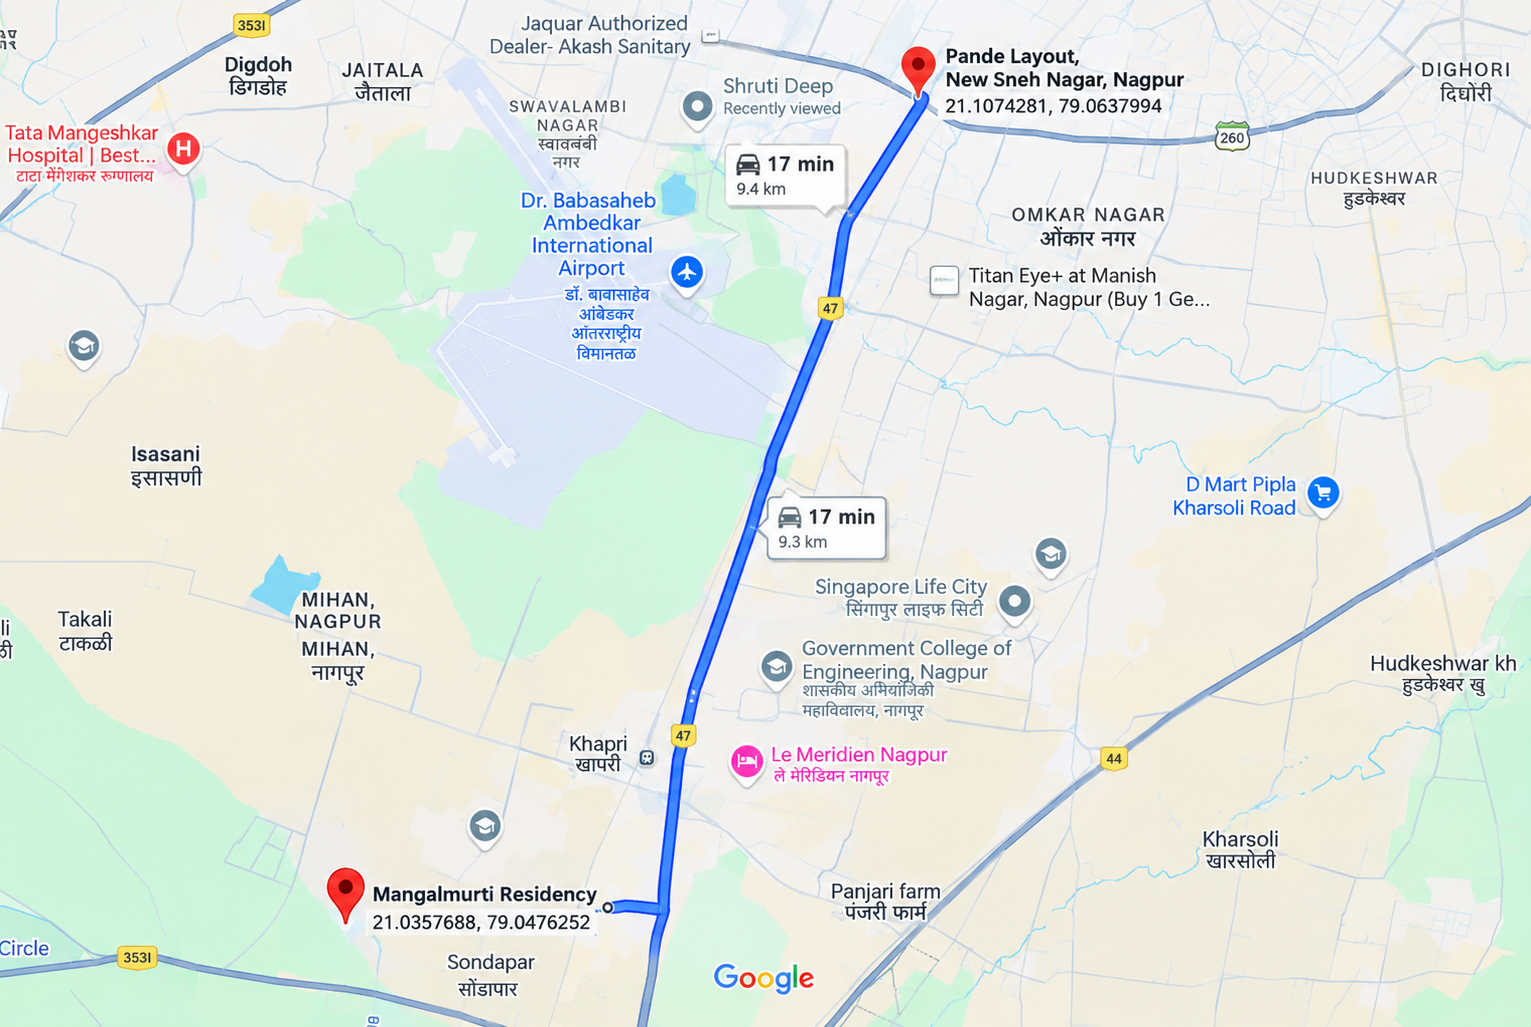 353I
Digdoh
डिगडोह
JAITALA
जैताला
Jaquar Authorized
Dealer- Akash Sanitary
Shruti Deep
Recently viewed
SWAVALAMBI
NAGAR
स्वावलंबी
नगर
Pande Layout,
New Sneh Nagar, Nagpur
21.1074281, 79.0637994
DIGHORI
दिघोरी
260
Tata Mangeshkar
Hospital | Best...
टाटा मेंगेशकर रूग्णालय
H
17 min
9.4 km
HUDKESHWAR
हुडकेश्वर
Dr. Babasaheb
Ambedkar
International
Airport
डॉ. बावासाहेव
आंबेडकर
आंतरराष्ट्रीय
विमानतळ
OMKAR NAGAR
ओंकार नगर
Titan Eye+ at Manish
Nagar, Nagpur (Buy 1 Ge...
47
Isasani
इसासणी
D Mart Pipla
Kharsoli Road
17 min
9.3 km
Singapore Life City
सिंगापुर लाइफ सिटी
MIHAN,
NAGPUR
MIHAN,
नागपूर
Takali
टाकळी
li
ळी
Government College of
Engineering, Nagpur
शासकीय अमियांजिकी
महाविवालय, नागपूर
Hudkeshwar kh
हुडकेश्वर खु
47
Khapri
खापरी
Le Meridien Nagpur
ले मेरिडियन नागपूर
44
Kharsoli
खारसोली
Mangalmurti Residency
21.0357688, 79.0476252
Panjari farm
पंजरी फार्म
Circle
353I
Sondapar
सोंडापार
Google